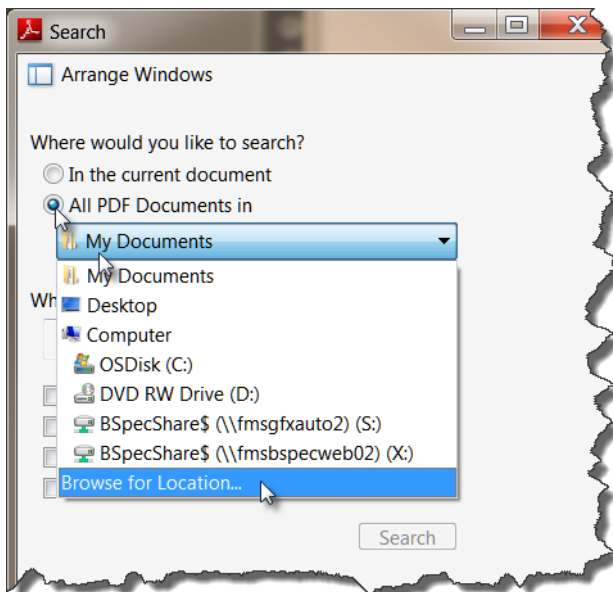 Search
Arrange Windows
Where would you like to search?
In the current document
All PDF Documents in
My Documents
My Documents
Wh
Desktop
Computer
OSDisk (C:)
DVD RW Drive (D:)
BSpecShare$ (\\fmsgfxauto2) (S:)
BSpecShare$ (\\fmsbspecweb02) (X:)
Browse for Location...
Search